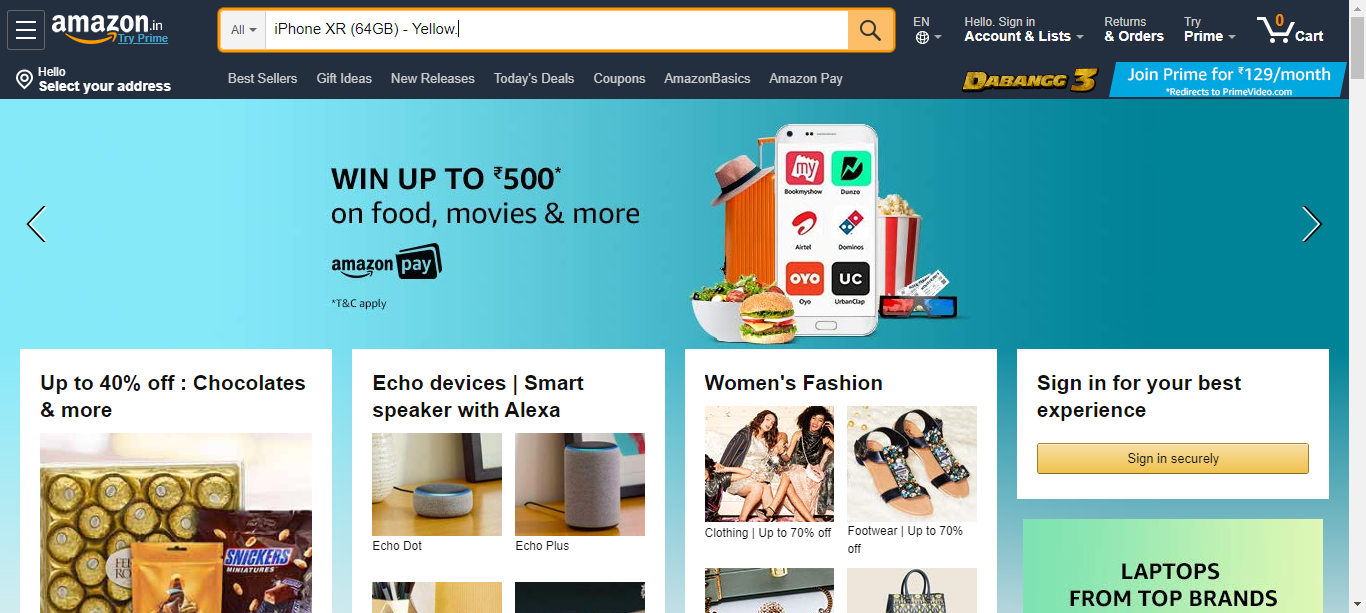 amazon.in
Try Prime
All
iPhone XR (64GB) - Yellow.
EN
Hello. Sign in
Account & Lists
Returns
& Orders
Try
Prime
0
Cart
Hello
Select your address
Best Sellers
Gift Ideas
New Releases
Today's Deals
Coupons
AmazonBasics
Amazon Pay
DABANGG 3
Join Prime for ₹129/month
*Redirects to PrimeVideo.com
WIN UP TO ₹500*
on food, movies & more
amazon pay
*T&C apply
my
Bookmyshow
Dunzo
Airtel
Dominos
OYO
Oyo
UC
UrbanClap
Up to 40% off : Chocolates
& more
SNICKERS
MINIATURES
Echo devices | Smart
speaker with Alexa
Echo Dot
Echo Plus
Women's Fashion
Clothing | Up to 70% off
Footwear | Up to 70%
off
Sign in for your best
experience
Sign in securely
LAPTOPS
FROM TOP BRANDS